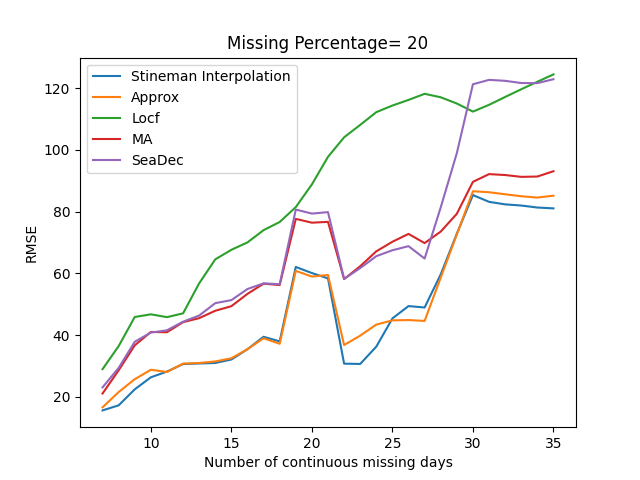 Missing Percentage= 20
Stineman Interpolation
Approx
Locf
MA
SeaDec
RMSE
120
100
80
60
40
20
10 15 20 25 30 35
Number of continuous missing days